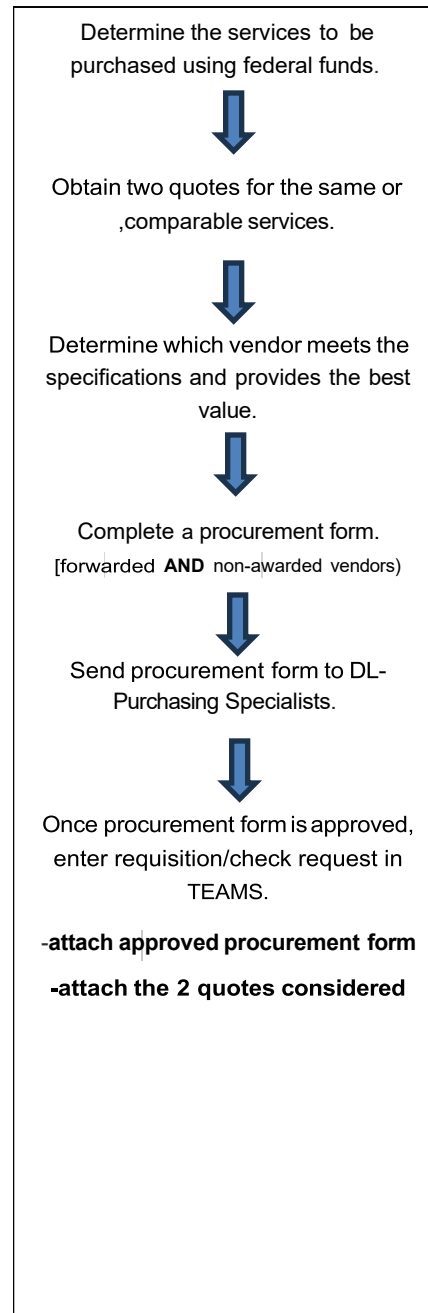 Determine the services to be
purchased using federal funds.
Obtain two quotes for the same or
,comparable services.
Determine which vendor meets the
specifications and provides the best
value.
Complete a procurement form.
[forwarded AND non-awarded vendors)
Send procurement form to DL-
Purchasing Specialists.
Once procurement form is approved,
enter requisition/check request in
TEAMS.
-attach approved procurement form
-attach the 2 quotes considered